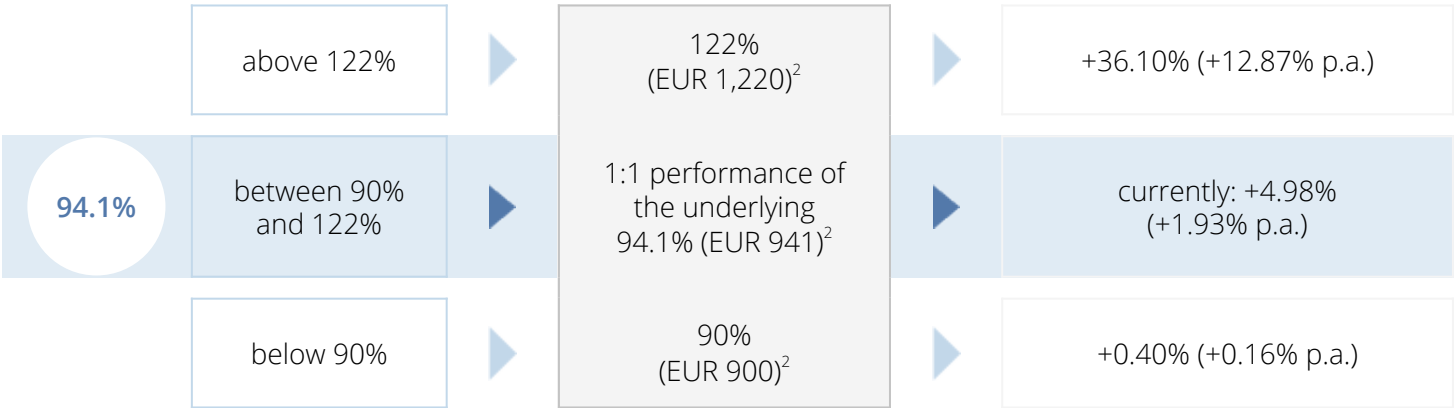 above 122%
122%
(EUR 1,220)2
+36.10% (+12.87% p.a.)
94.1%
between 90%
and 122%
1:1 performance of
the underlying
94.1% (EUR 941)2
currently: +4.98%
(+1.93% p.a.)
below 90%
90%
(EUR 900)2
+0.40% (+0.16% p.a.)